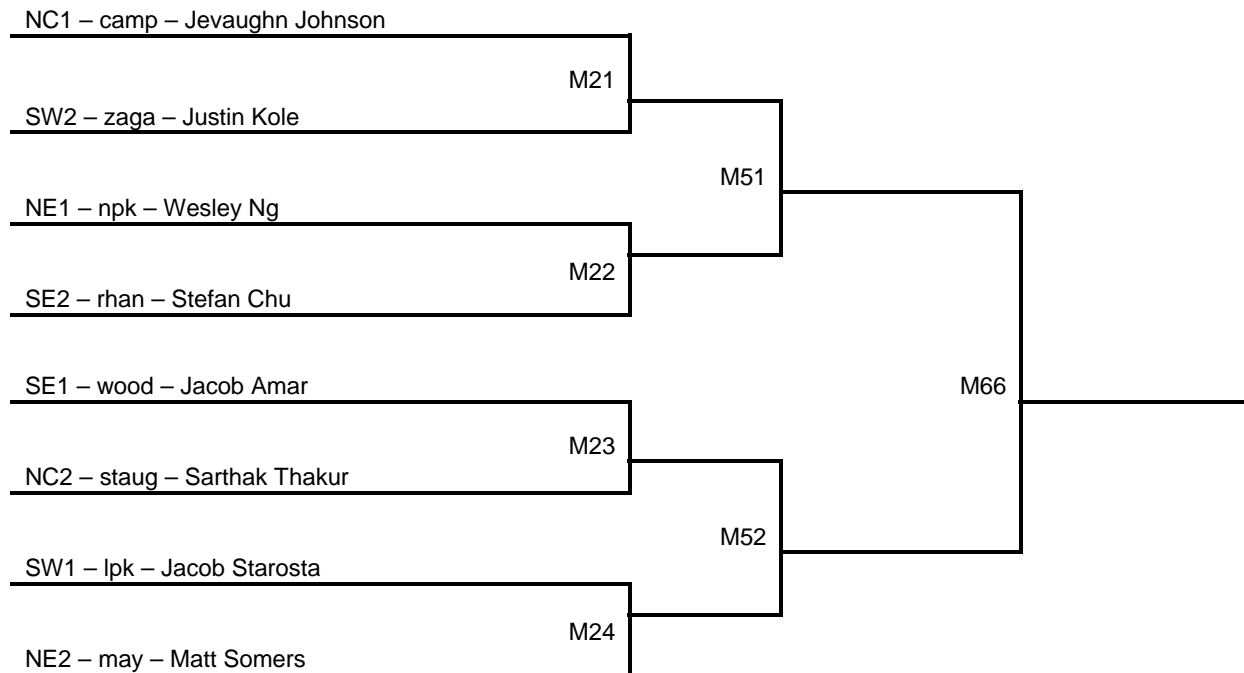 NC1 – camp – Jevaughn Johnson
M21
SW2 – zaga – Justin Kole
M51
NE1 – npk – Wesley Ng
M22
SE2 – rhan – Stefan Chu
SE1 – wood – Jacob Amar
M66
M23
NC2 – staug – Sarthak Thakur
M52
SW1 – lpk – Jacob Starosta
M24
NE2 – may – Matt Somers